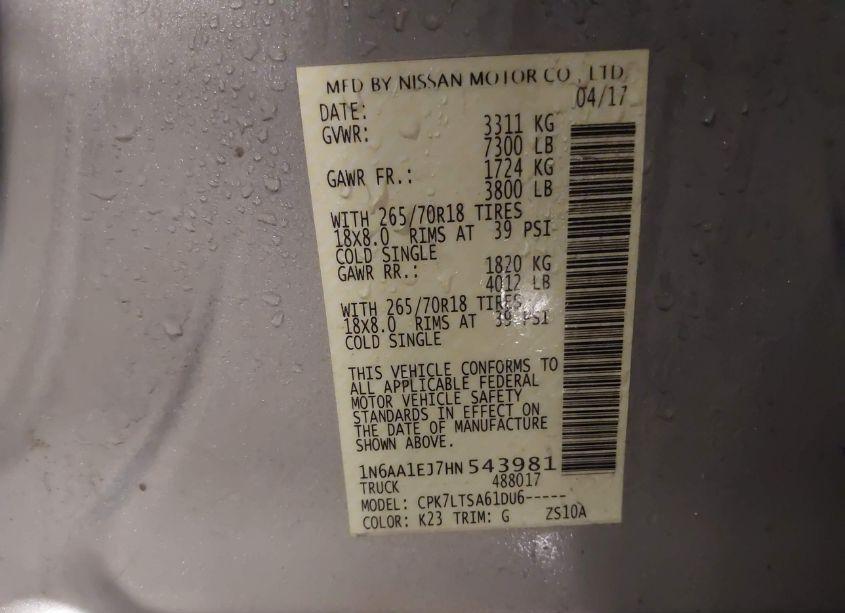 MFD BY NISSAN MOTOR CO., LTD.
DATE: 04/17
GVWR: 3311 KG
7300 LB
GAWR FR.: 1724 KG
3800 LB
WITH 265/70R18 TIRES
18X8.0 RIMS AT 39 PSI
COLD SINGLE
GAWR RR.: 1820 KG
4012 LB
WITH 265/70R18 TIRES
18X8.0 RIMS AT 39 PSI
COLD SINGLE
THIS VEHICLE CONFORMS TO
ALL APPLICABLE FEDERAL
MOTOR VEHICLE SAFETY
STANDARDS IN EFFECT ON
THE DATE OF MANUFACTURE
SHOWN ABOVE.
1N6AA1EJ7HN543981
TRUCK 488017
MODEL: CPK7LTSA61DU6-----
COLOR: K23 TRIM: G ZS10A